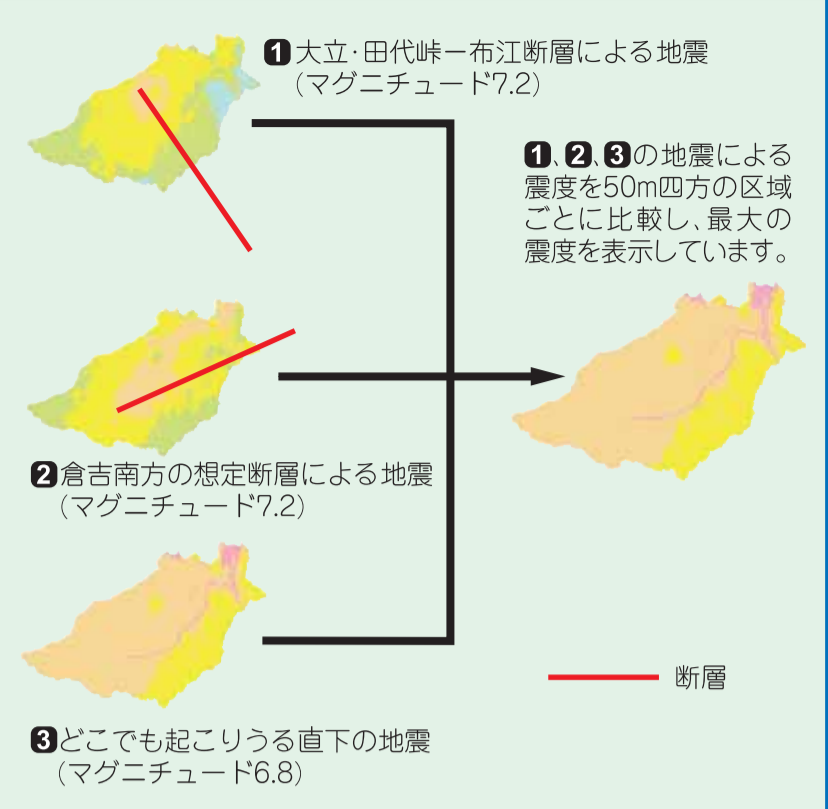 ❶大立・田代峠ー布江断層による地震
(マグニチュード7.2)
❶、❷、❸の地震による
震度を50m四方の区域
ごとに比較し、最大の
震度を表示しています。
❷倉吉南方の想定断層による地震
(マグニチュード7.2)
断層
❸どこでも起こりうる直下の地震
(マグニチュード6.8)